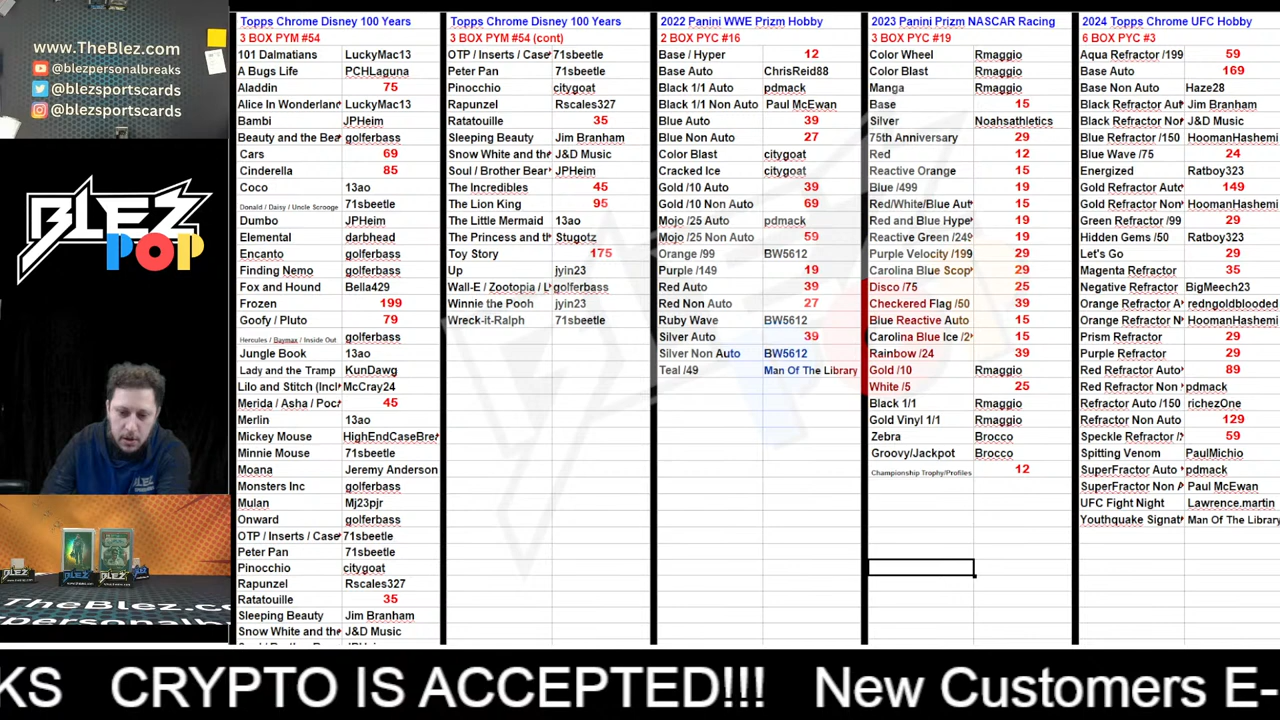 www.TheBlez.com
@blezpersonalbreaks
@blezsportscards
@blezsportscards
BLEZ
POP
BLEZ
BLEZ
TheBlez.co
Topps Chrome Disney 100 Years
3 BOX PYM #54
101 Dalmatians LuckyMac13
A Bugs Life PCHLaguna
Aladdin 75
Alice In Wonderlan LuckyMac13
Bambi JPHeim
Beauty and the Bea golferbass
Cars 69
Cinderella 85
Coco 13ao
Donald / Daisy / Uncle Scrooge 71sbeetle
Dumbo JPHeim
Elemental darbhead
Encanto golferbass
Finding Nemo golferbass
Fox and Hound Bella429
Frozen 199
Goofy / Pluto 79
Hercules / Baymax / Inside Out golferbass
Jungle Book 13ao
Lady and the Tramp KunDawg
Lilo and Stitch (Incl McCray24
Merida / Asha / Poc 45
Merlin 13ao
Mickey Mouse HighEndCaseBre
Minnie Mouse 71sbeetle
Moana Jeremy Anderson
Monsters Inc golferbass
Mulan Mj23pjr
Onward golferbass
OTP / Inserts / Case 71sbeetle
Peter Pan 71sbeetle
Pinocchio citygoat
Rapunzel Rscales327
Ratatouille 35
Sleeping Beauty Jim Branham
Snow White and the J&D Music
Topps Chrome Disney 100 Years
3 BOX PYM #54 (cont)
OTP / Inserts / Case 71sbeetle
Peter Pan 71sbeetle
Pinocchio citygoat
Rapunzel Rscales327
Ratatouille 35
Sleeping Beauty Jim Branham
Snow White and th J&D Music
Soul / Brother Bear JPHeim
The Incredibles 45
The Lion King 95
The Little Mermaid 13ao
The Princess and th Stugotz
Toy Story 175
Up jyin23
Wall-E / Zootopia / L golferbass
Winnie the Pooh jyin23
Wreck-it-Ralph 71sbeetle
2022 Panini WWE Prizm Hobby
2 BOX PYC #16
Base / Hyper 12
Base Auto ChrisReid88
Black 1/1 Auto pdmack
Black 1/1 Non Auto Paul McEwan
Blue Auto 39
Blue Non Auto 27
Color Blast citygoat
Cracked Ice citygoat
Gold /10 Auto 39
Gold /10 Non Auto 69
Mojo /25 Auto pdmack
Mojo /25 Non Auto 59
Orange /99 BW5612
Purple /149 19
Red Auto 39
Red Non Auto 27
Ruby Wave BW5612
Silver Auto 39
Silver Non Auto BW5612
Teal /49 Man Of The Library
2023 Panini Prizm NASCAR Racing
3 BOX PYC #19
Color Wheel Rmaggio
Color Blast Rmaggio
Manga Rmaggio
Base 15
Silver Noahsathletics
75th Anniversary 29
Red 12
Reactive Orange 15
Blue /499 19
Red/White/Blue Aut 15
Red and Blue Hype 19
Reactive Green /249 19
Purple Velocity /199 29
Carolina Blue Scop 29
Disco /75 25
Checkered Flag /50 39
Blue Reactive Auto 15
Carolina Blue Ice /2 15
Rainbow /24 39
Gold /10 Rmaggio
White /5 25
Black 1/1 Rmaggio
Gold Vinyl 1/1 Rmaggio
Zebra Brocco
Groovy/Jackpot Brocco
Championship Trophy/Profiles 12
2024 Topps Chrome UFC Hobby
6 BOX PYC #3
Aqua Refractor /199 59
Base Auto 169
Base Non Auto Haze28
Black Refractor Aut Jim Branham
Black Refractor No J&D Music
Blue Refractor /150 HoomanHashemi
Blue Wave /75 24
Energized Ratboy323
Gold Refractor Aut 149
Gold Refractor Non HoomanHashemi
Green Refractor /99 29
Hidden Gems /50 Ratboy323
Let's Go 29
Magenta Refractor 35
Negative Refractor BigMeech23
Orange Refractor A redngoldblooded
Orange Refractor N HoomanHashemi
Prism Refractor 29
Purple Refractor 29
Red Refractor Auto 89
Red Refractor Non pdmack
Refractor Auto /150 richezOne
Refractor Non Auto 129
Speckle Refractor / 59
Spitting Venom PaulMichio
SuperFractor Auto pdmack
SuperFractor Non A Paul McEwan
UFC Fight Night Lawrence.martin
Youthquake Signat Man Of The Library
KS CRYPTO IS ACCEPTED!!! New Customers E-